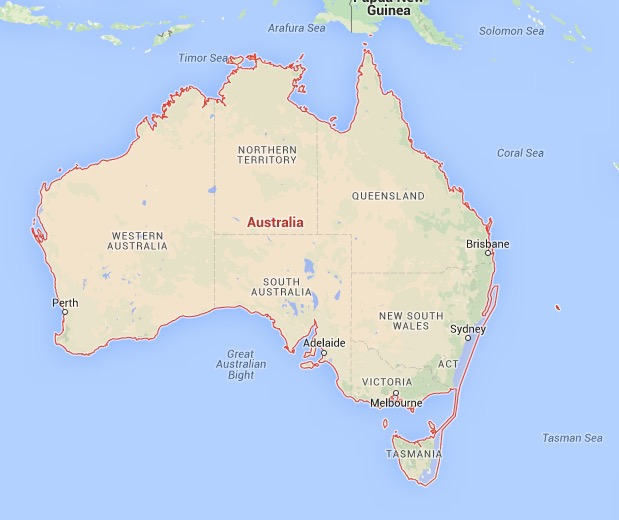 Papua New
Guinea
Arafura Sea
Solomon Sea
Timor Sea
Coral Sea
NORTHERN
TERRITORY
QUEENSLAND
Australia
WESTERN
AUSTRALIA
Brisbane
SOUTH
AUSTRALIA
Perth
NEW SOUTH
WALES
Sydney
Adelaide
Great
Australian
Bight
ACT
VICTORIA
Melbourne
Tasman Sea
TASMANIA